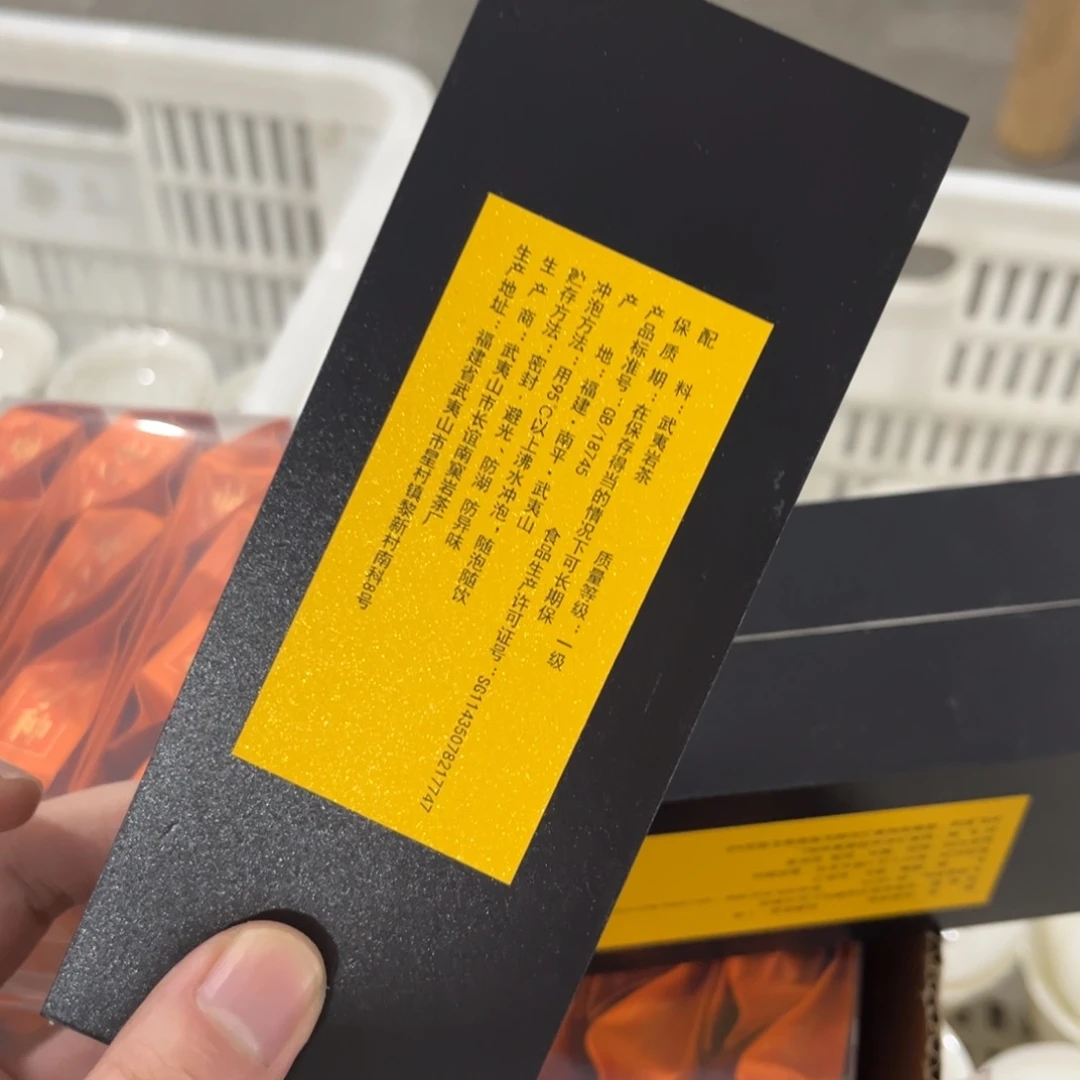 配料：武夷岩茶 质量等级：一级
保质期：在保存得当的情况下可长期保
产品标准号：GB/18745 食品生产许可证号：SG11435078217747
产地：福建·南平·武夷山
冲泡方法：用95C以上沸水冲泡，随泡随饮
贮存方法：密封、避光、防湖 防异味
生产商：武夷山市长谊南窠岩茶厂
生产地址：福建省武夷山市星村镇黎新村南科8号